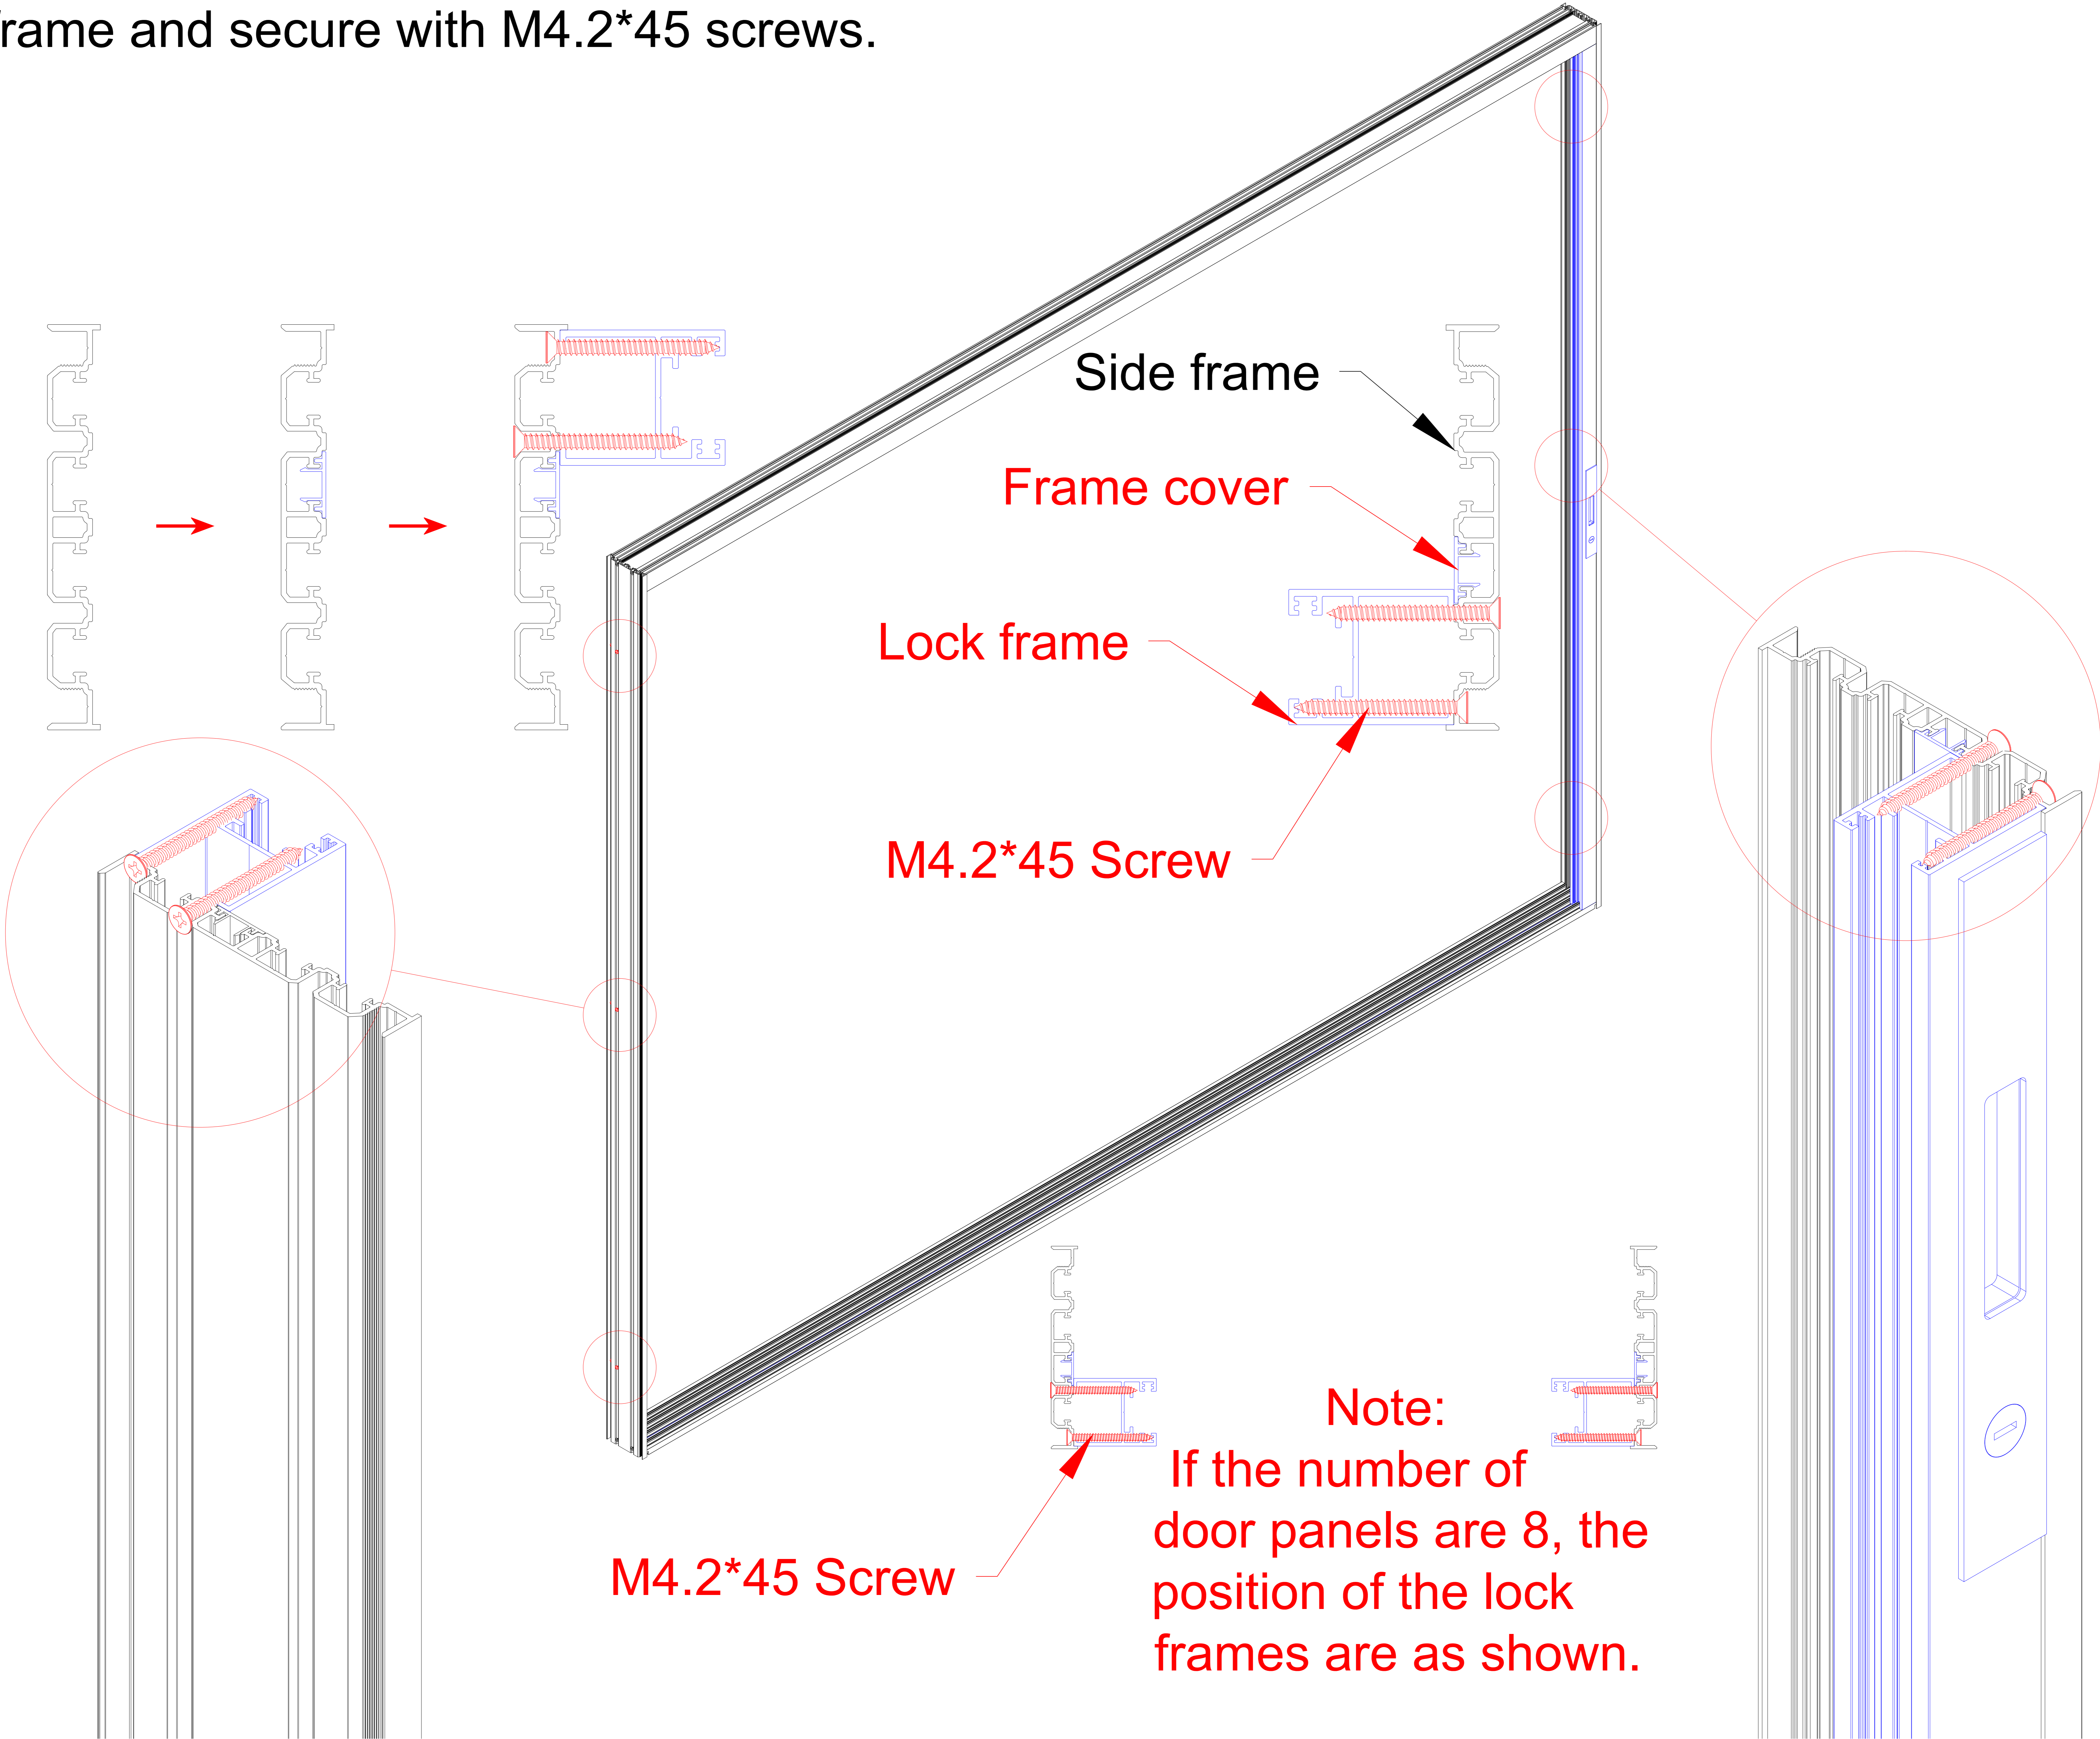 rame and secure with M4.2*45 screws.
Side frame
Frame cover
Lock frame
M4.2*45 Screw
M4.2*45 Screw
Note:
If the number of
door panels are 8, the
position of the lock
frames are as shown.